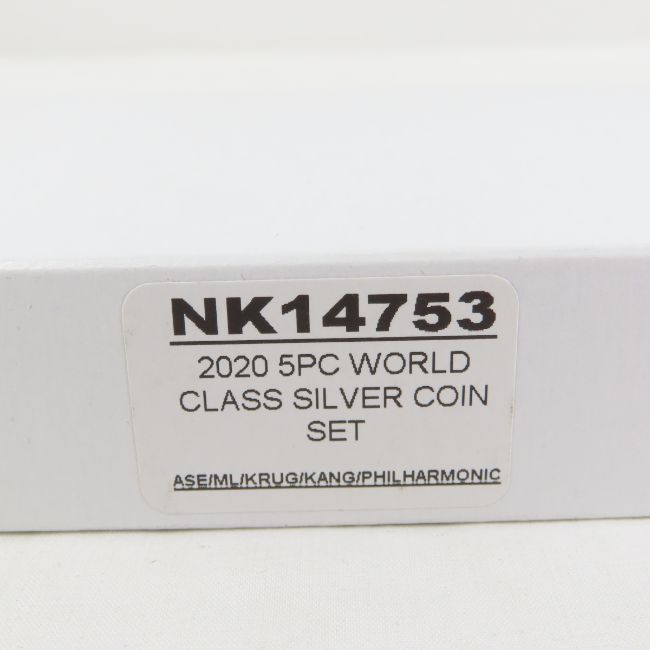 NK14753
2020 5PC WORLD
CLASS SILVER COIN
SET
ASE/ML/KRUG/KANG/PHILHARMONIC